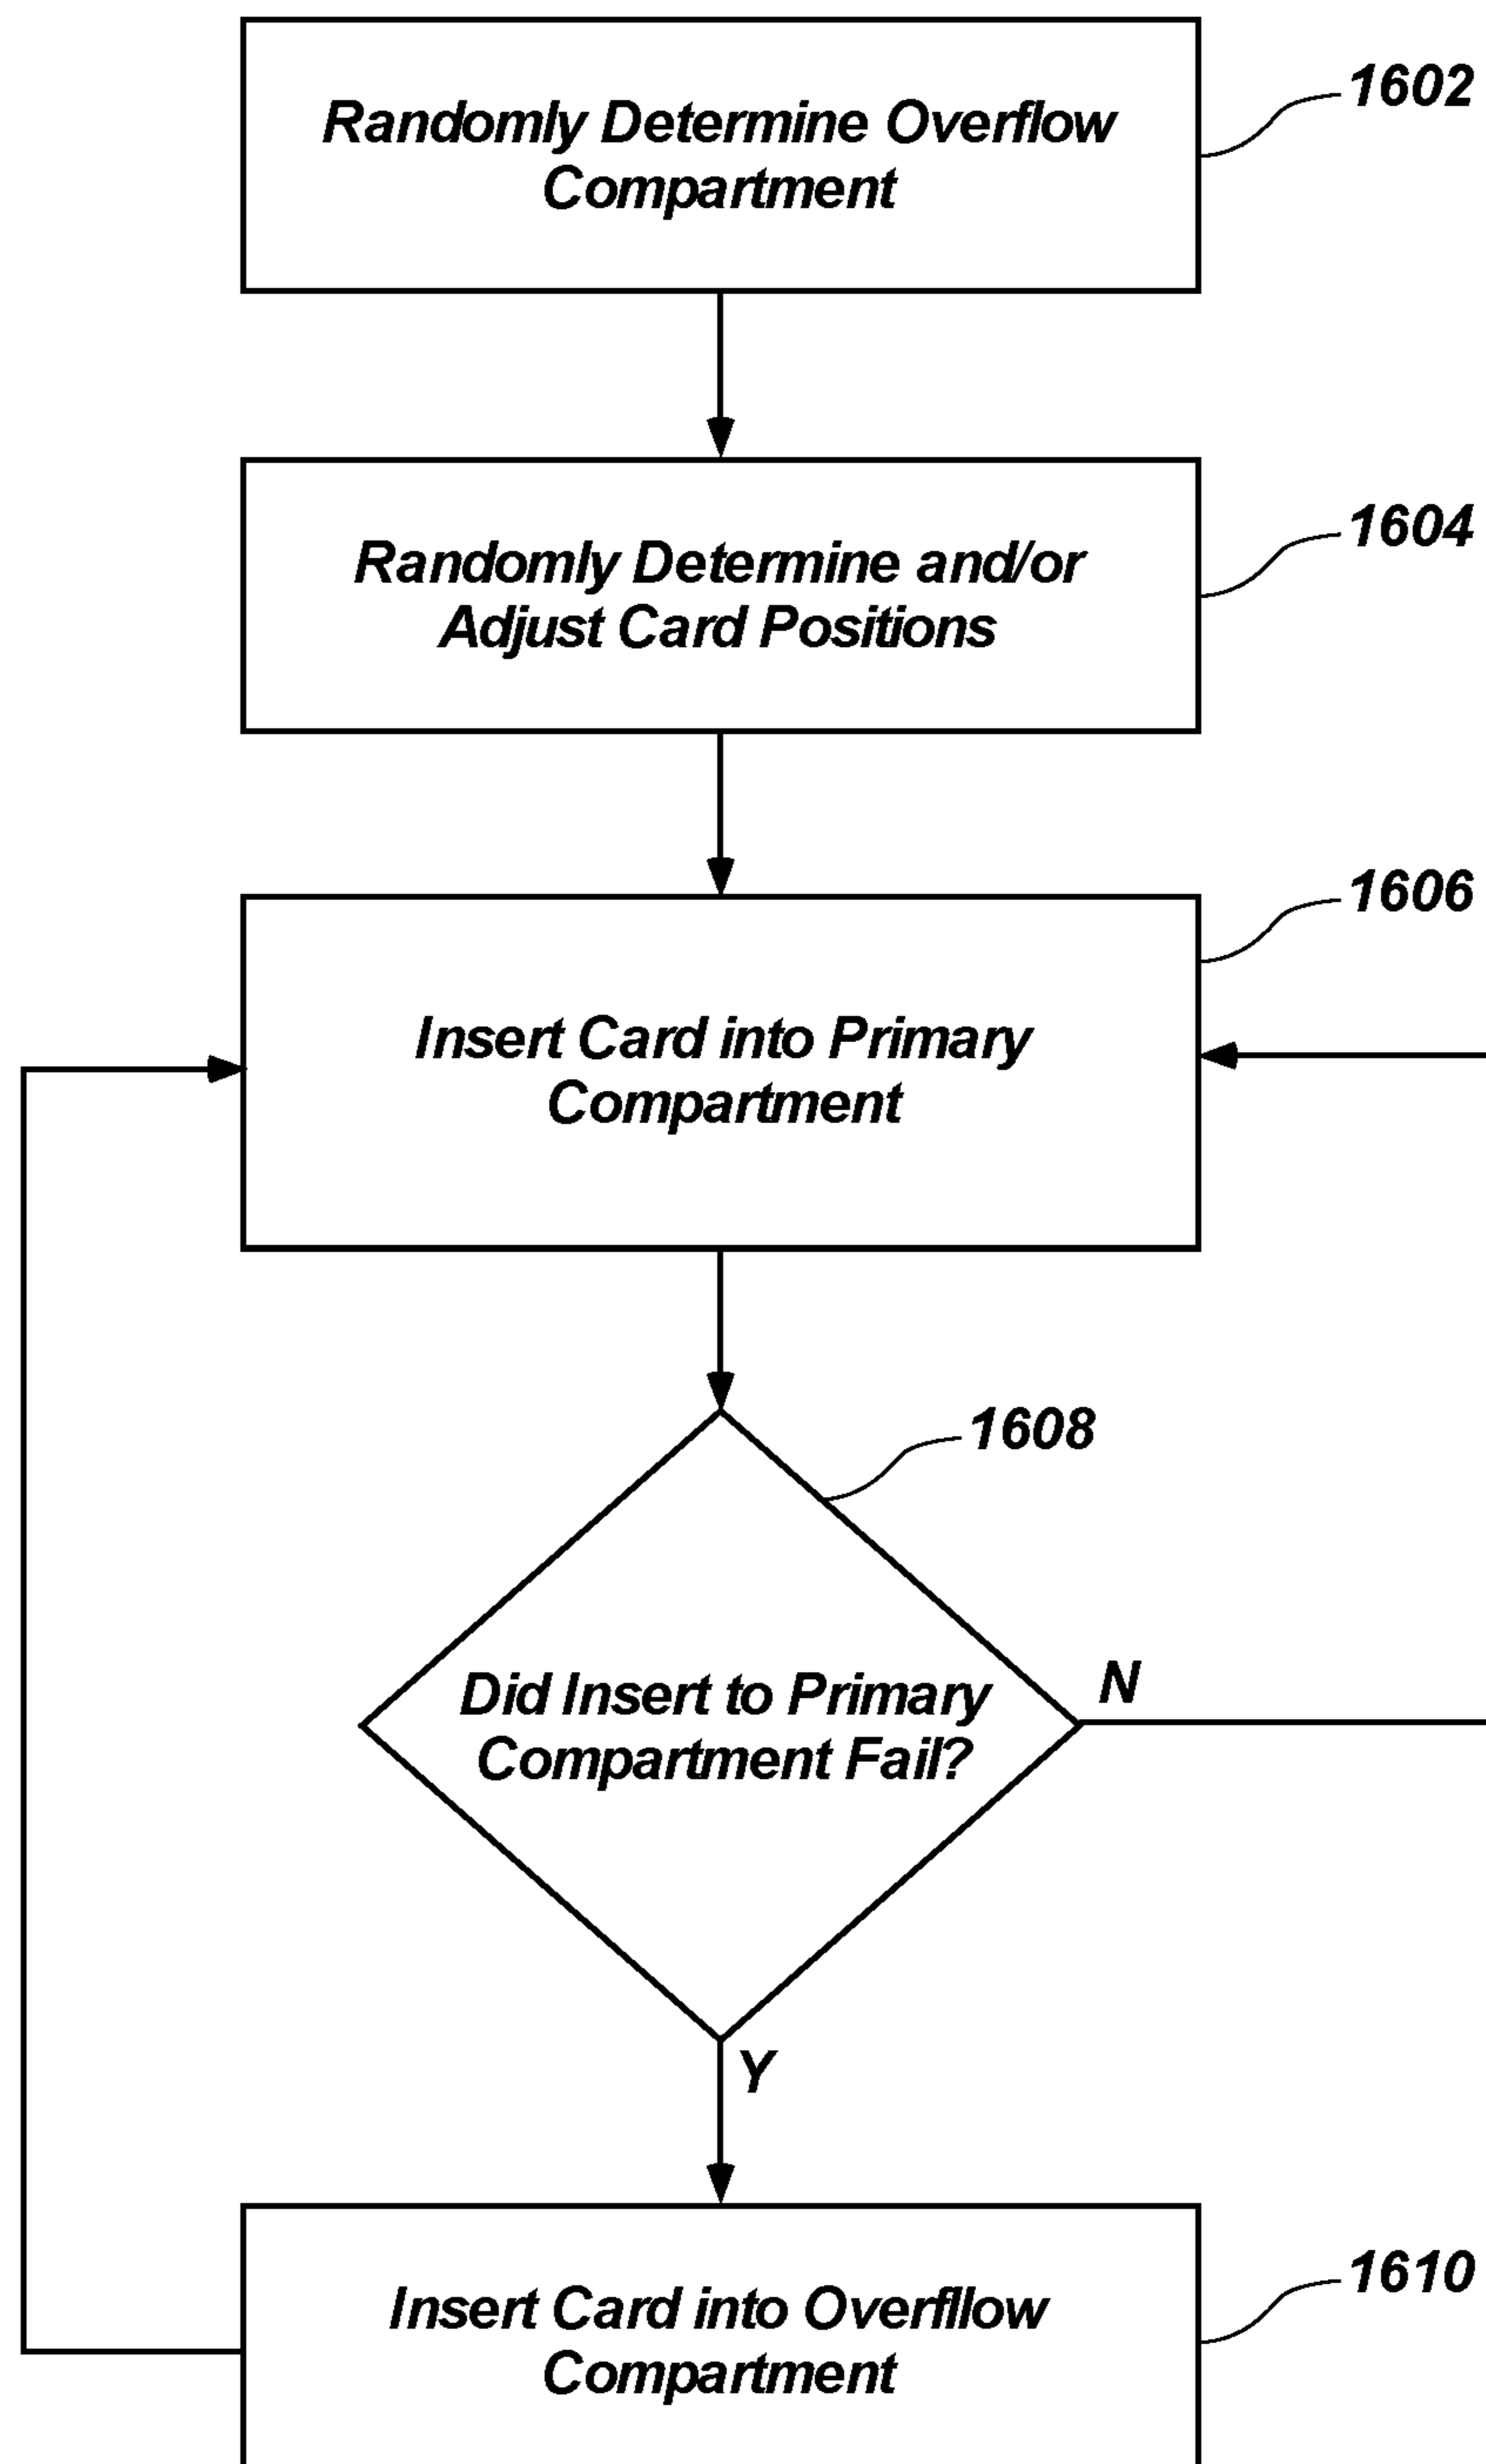 Randomly Determine Overflow
Compartment
1602
Randomly Determine and/or
Adjust Card Positions
1604
1606
Insert Card into Primary
Compartment
1608
Did Insert to Primary
Compartment Fail?
N
Y
Insert Card into Overfllow
Compartment
1610